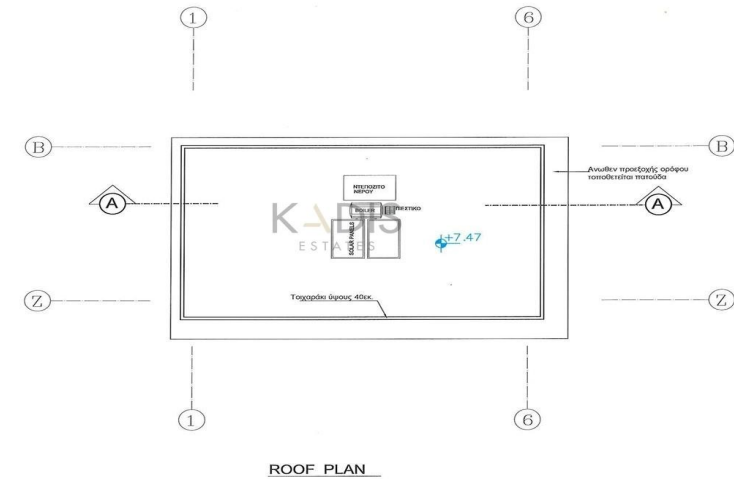 1
6
B
B
Ανωθεν προεξοχής ορόφου
τοποθετείται πατούδα
ΝΤΕΠΟΖΙΤΟ
ΝΕΡΟΥ
A
A
BOILER
ΠΙΕΣΤΙΚΟ
KADIS
ESTATES
SOLAR PANELS
+7.47
Z
Z
Τοιχαράκι ύψους 40εκ.
1
6
ROOF PLAN